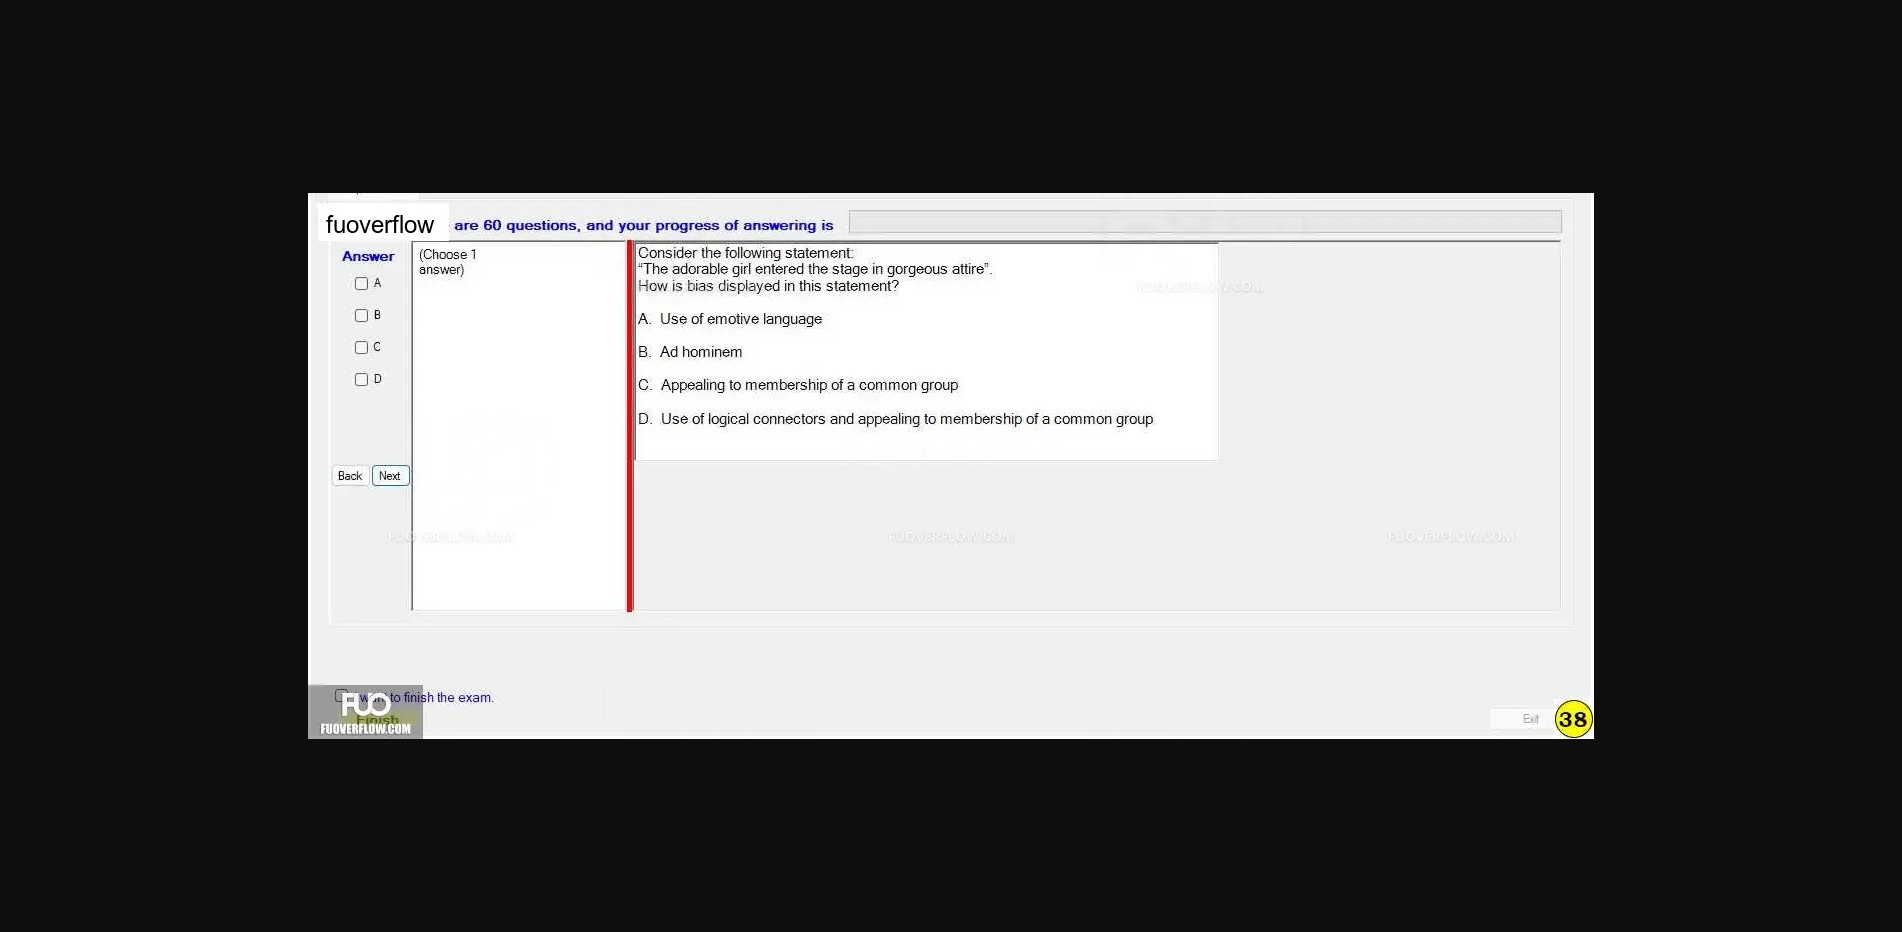 fuoverflow are 60 questions, and your progress of answering is
Answer
(Choose 1
answer)
A
B
C
D
Back Next
Consider the following statement:
“The adorable girl entered the stage in gorgeous attire”.
How is bias displayed in this statement?
A. Use of emotive language
B. Ad hominem
C. Appealing to membership of a common group
D. Use of logical connectors and appealing to membership of a common group
FUOVERFLOW.COM
FUOVERFLOW.COM FUOVERFLOW.COM FUOVERFLOW.COM
I want to finish the exam.
Finish
FUO
FUOVERFLOW.COM
Exit 38